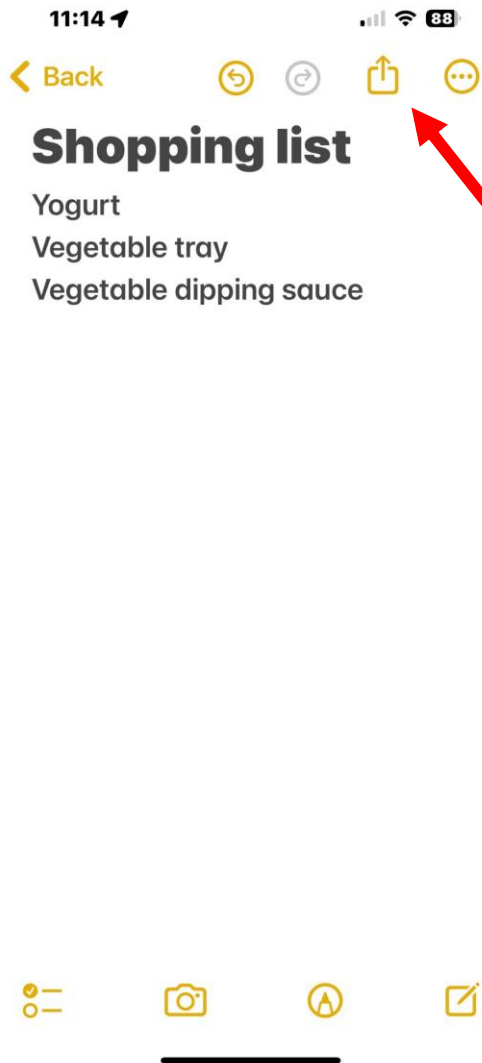 11:14
88
Back
Shopping list
Yogurt
Vegetable tray
Vegetable dipping sauce